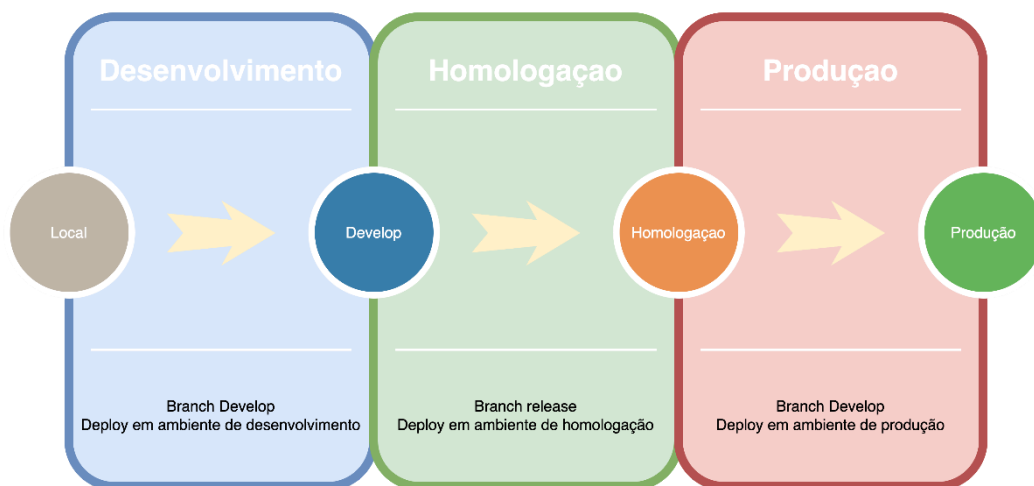 Desenvolvimento
Homologaçao
Produçao
Local
Develop
Homologaçao
Produção
Branch Develop
Deploy em ambiente de desenvolvimento
Branch release
Deploy em ambiente de homologação
Branch Develop
Deploy em ambiente de produção